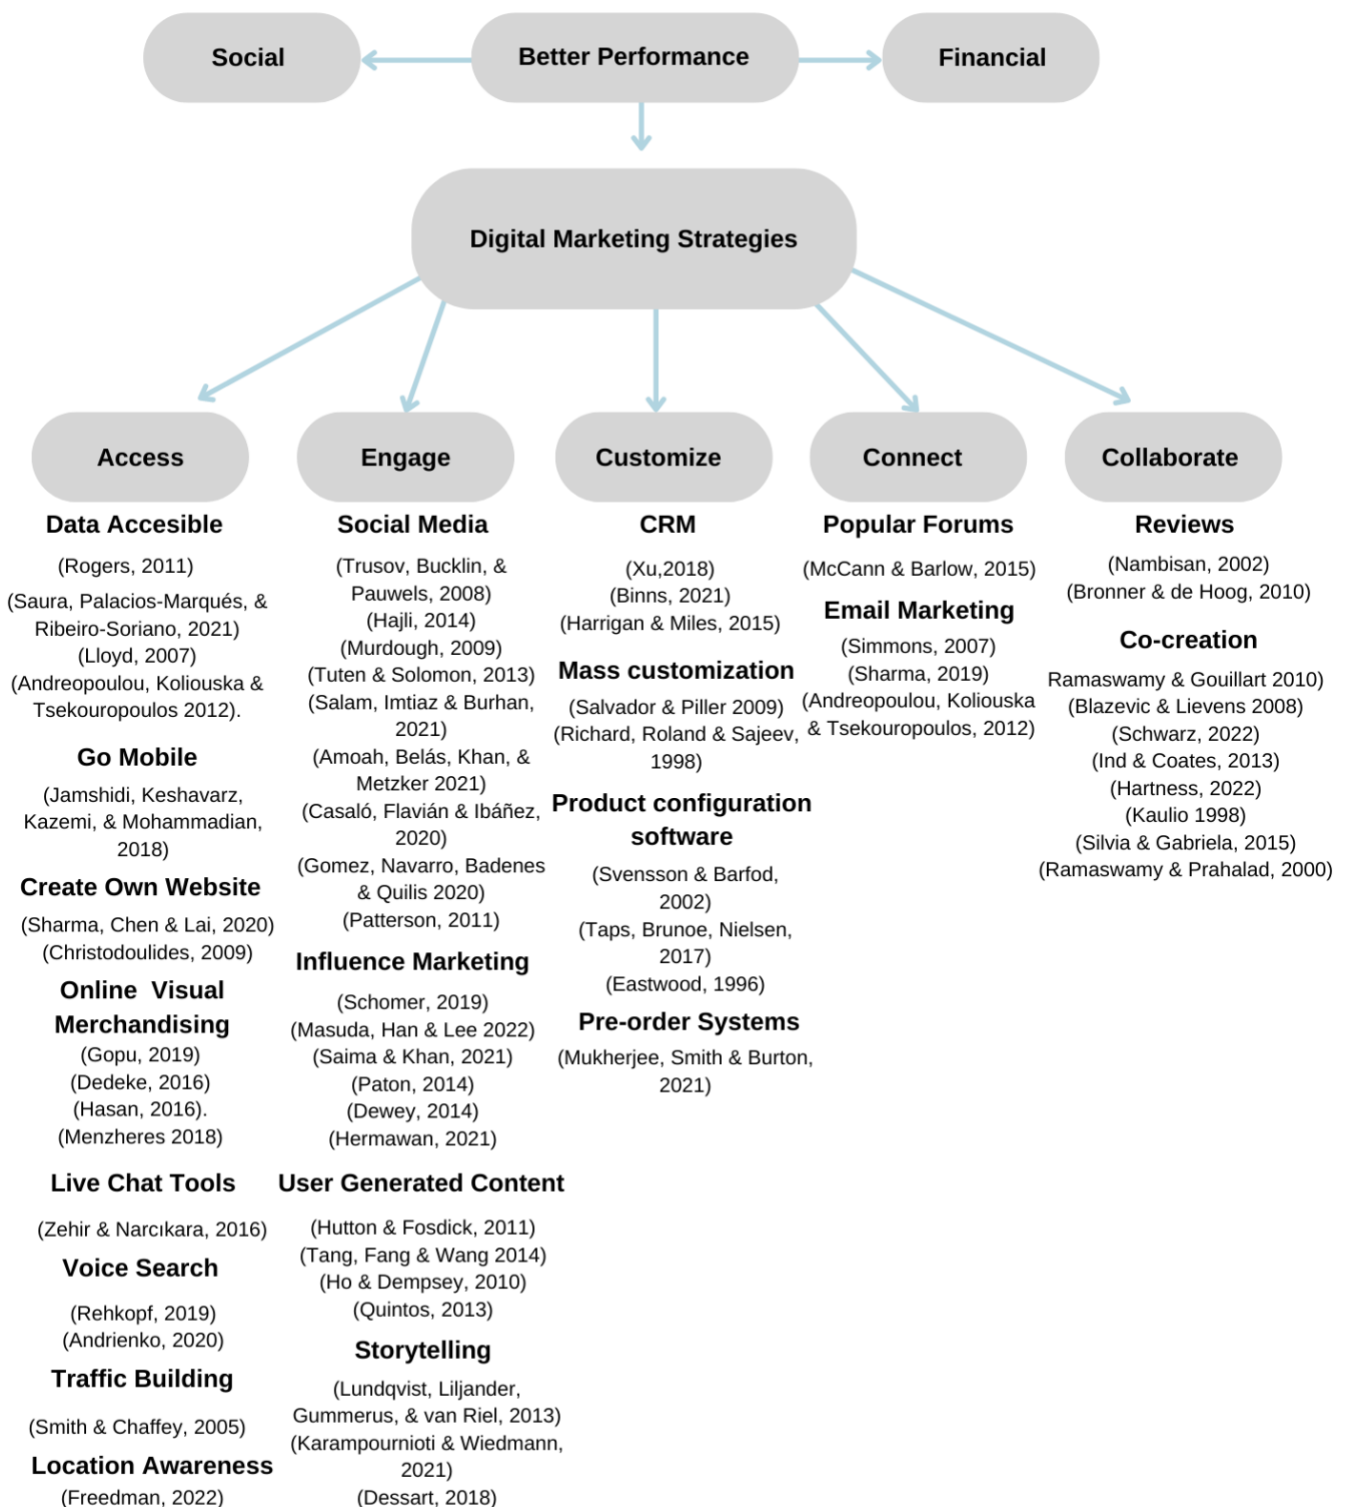 Social
Better Performance
Financial
Digital Marketing Strategies
Access
Data Accesible
(Rogers, 2011)
(Saura, Palacios-Marqués, &
Ribeiro-Soriano, 2021)
(Lloyd, 2007)
(Andreopoulou, Koliouska &
Tsekouropoulos 2012).
Go Mobile
(Jamshidi, Keshavarz,
Kazemi, & Mohammadian,
2018)
Create Own Website
(Sharma, Chen & Lai, 2020)
(Christodoulides, 2009)
Online Visual
Merchandising
(Gopu, 2019)
(Dedeke, 2016)
(Hasan, 2016).
(Menzheres 2018)
Live Chat Tools
(Zehir & Narcıkara, 2016)
Voice Search
(Rehkopf, 2019)
(Andrienko, 2020)
Traffic Building
(Smith & Chaffey, 2005)
Location Awareness
(Freedman, 2022)
Engage
Social Media
(Trusov, Bucklin, &
Pauwels, 2008)
(Hajli, 2014)
(Murdough, 2009)
(Tuten & Solomon, 2013)
(Salam, Imtiaz & Burhan,
2021)
(Amoah, Belás, Khan, &
Metzker 2021)
(Casaló, Flavián & Ibáñez,
2020)
(Gomez, Navarro, Badenes
& Quilis 2020)
(Patterson, 2011)
Influence Marketing
(Schomer, 2019)
(Masuda, Han & Lee 2022)
(Saima & Khan, 2021)
(Paton, 2014)
(Dewey, 2014)
(Hermawan, 2021)
User Generated Content
(Hutton & Fosdick, 2011)
(Tang, Fang & Wang 2014)
(Ho & Dempsey, 2010)
(Quintos, 2013)
Storytelling
(Lundqvist, Liljander,
Gummerus, & van Riel, 2013)
(Karampournioti & Wiedmann,
2021)
(Dessart, 2018)
Customize
CRM
(Xu,2018)
(Binns, 2021)
(Harrigan & Miles, 2015)
Mass customization
(Salvador & Piller 2009)
(Richard, Roland & Sajeev,
1998)
Product configuration
software
(Svensson & Barfod,
2002)
(Taps, Brunoe, Nielsen,
2017)
(Eastwood, 1996)
Pre-order Systems
(Mukherjee, Smith & Burton,
2021)
Connect
Popular Forums
(McCann & Barlow, 2015)
Email Marketing
(Simmons, 2007)
(Sharma, 2019)
(Andreopoulou, Koliouska
& Tsekouropoulos, 2012)
Collaborate
Reviews
(Nambisan, 2002)
(Bronner & de Hoog, 2010)
Co-creation
Ramaswamy & Gouillart 2010)
(Blazevic & Lievens 2008)
(Schwarz, 2022)
(Ind & Coates, 2013)
(Hartness, 2022)
(Kaulio 1998)
(Silvia & Gabriela, 2015)
(Ramaswamy & Prahalad, 2000)